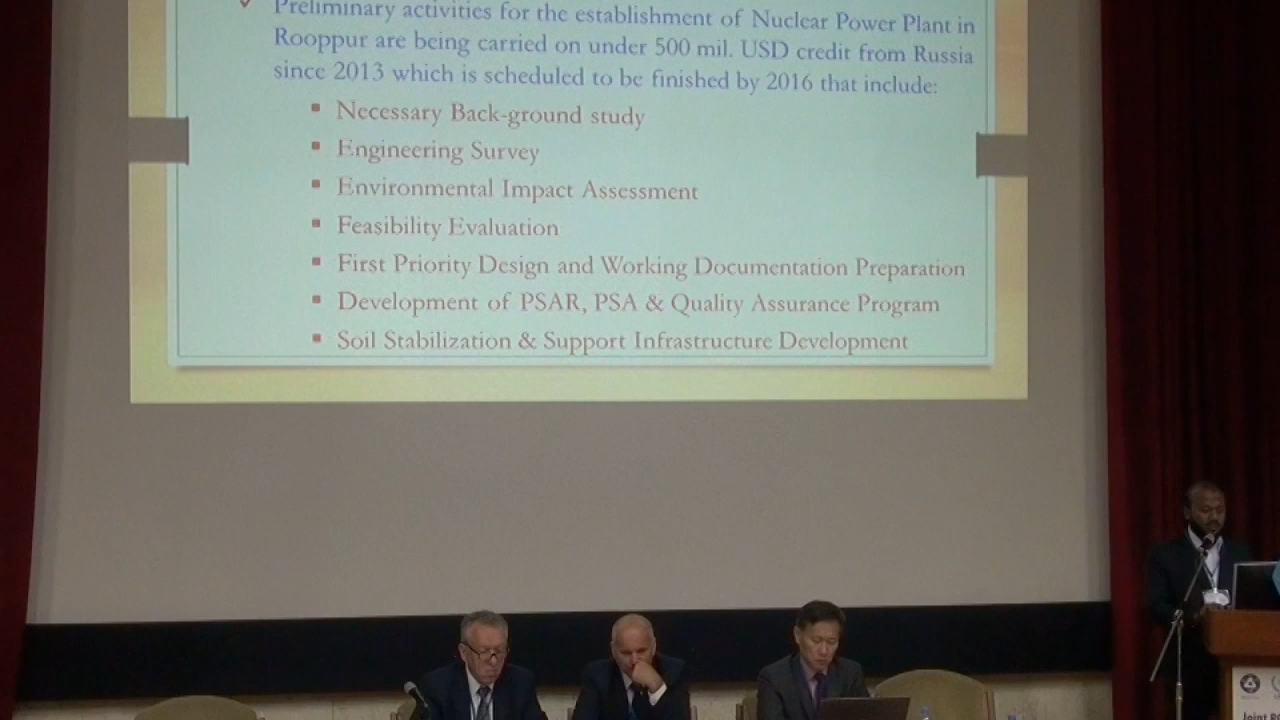 Preliminary activities for the establishment of Nuclear Power Plant in
Rooppur are being carried on under 500 mil. USD credit from Russia
since 2013 which is scheduled to be finished by 2016 that include:
Necessary Back-ground study
Engineering Survey
Environmental Impact Assessment
Feasibility Evaluation
First Priority Design and Working Documentation Preparation
Development of PSAR, PSA & Quality Assurance Program
Soil Stabilization & Support Infrastructure Development
Joint